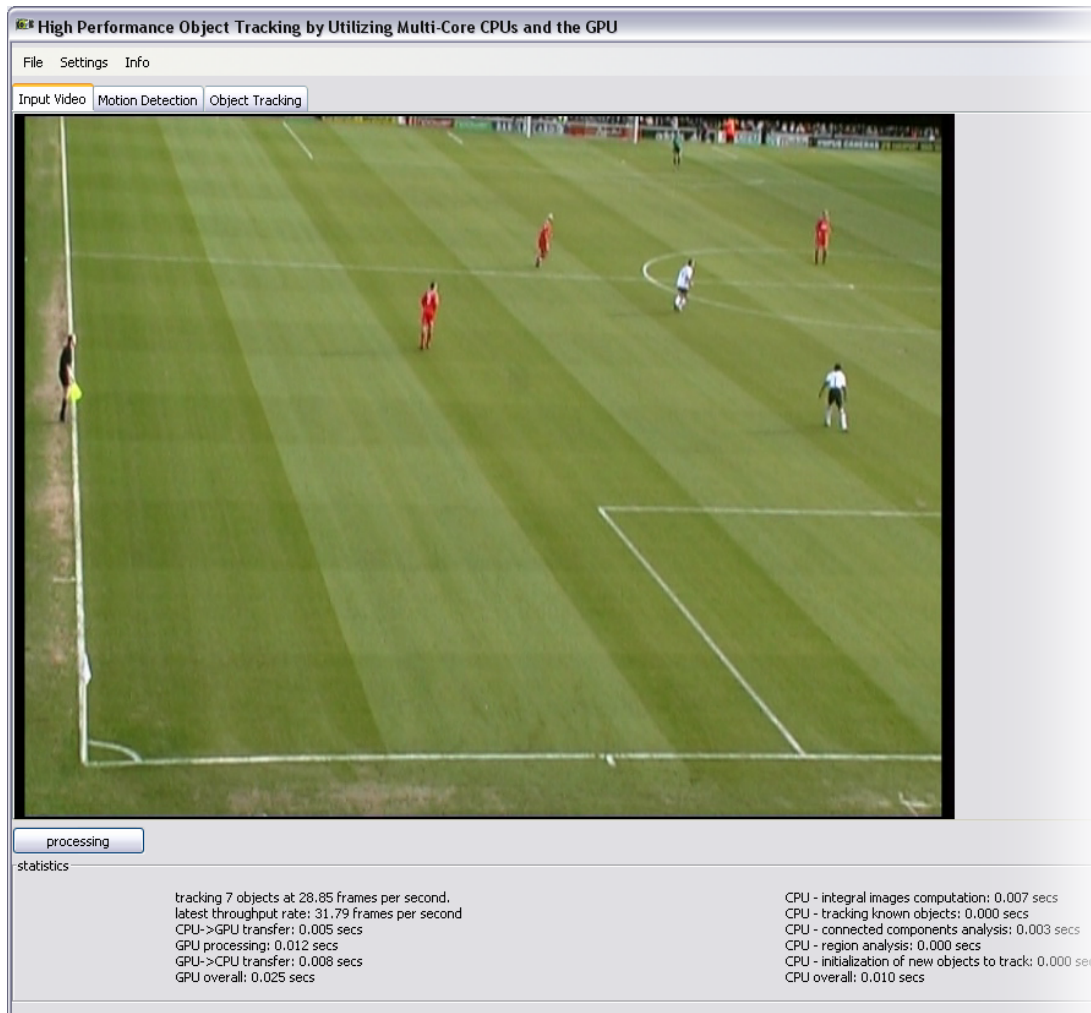 High Performance Object Tracking by Utilizing Multi-Core CPUs and the GPU
File Settings Info
Input Video Motion Detection Object Tracking
processing
statistics
tracking 7 objects at 28.85 frames per second.
latest throughput rate: 31.79 frames per second
CPU->GPU transfer: 0.005 secs
GPU processing: 0.012 secs
GPU->CPU transfer: 0.008 secs
GPU overall: 0.025 secs
CPU - integral images computation: 0.007 secs
CPU - tracking known objects: 0.000 secs
CPU - connected components analysis: 0.003 secs
CPU - region analysis: 0.000 secs
CPU - initialization of new objects to track: 0.000 se
CPU overall: 0.010 secs